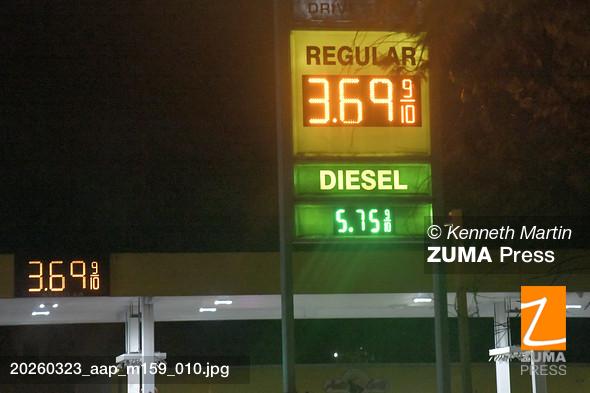 DRIVE
REGULAR
3.69 9/10
DIESEL
5.75 9/10
3.69 9/10
© Kenneth Martin
ZUMA Press
Z
ZUMA
PRESS
20260323_aap_m159_010.jpg